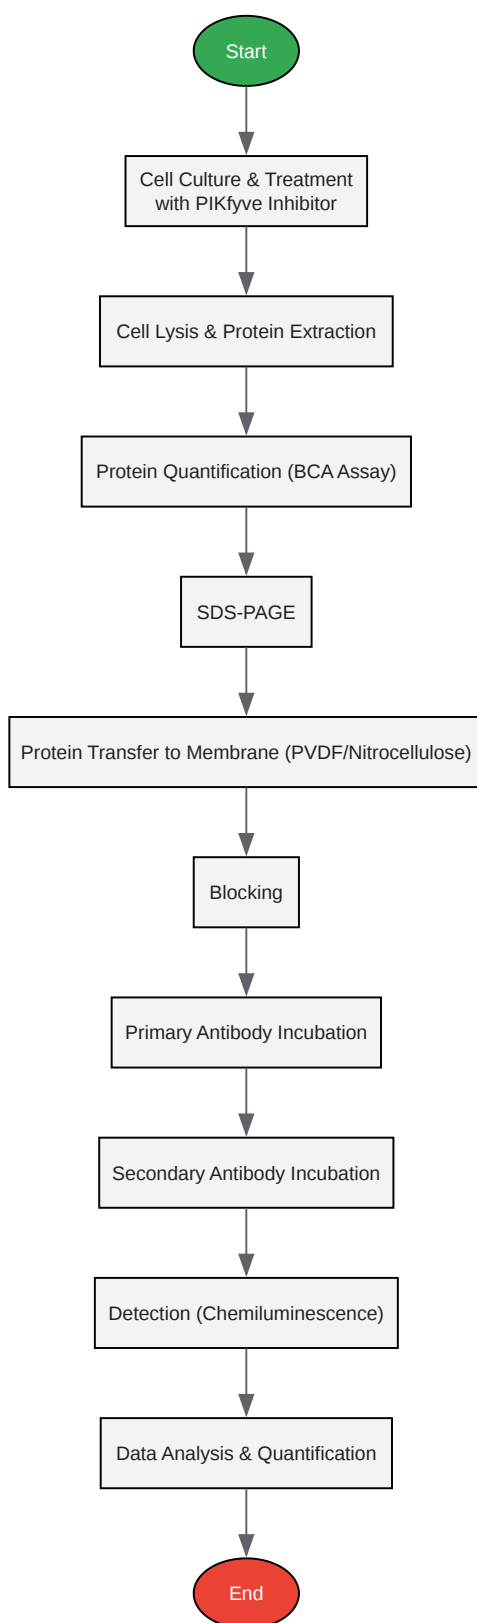 Start
Cell Culture & Treatment
with PIKfyve Inhibitor
Cell Lysis & Protein Extraction
Protein Quantification (BCA Assay)
SDS-PAGE
Protein Transfer to Membrane (PVDF/Nitrocellulose)
Blocking
Primary Antibody Incubation
Secondary Antibody Incubation
Detection (Chemiluminescence)
Data Analysis & Quantification
End